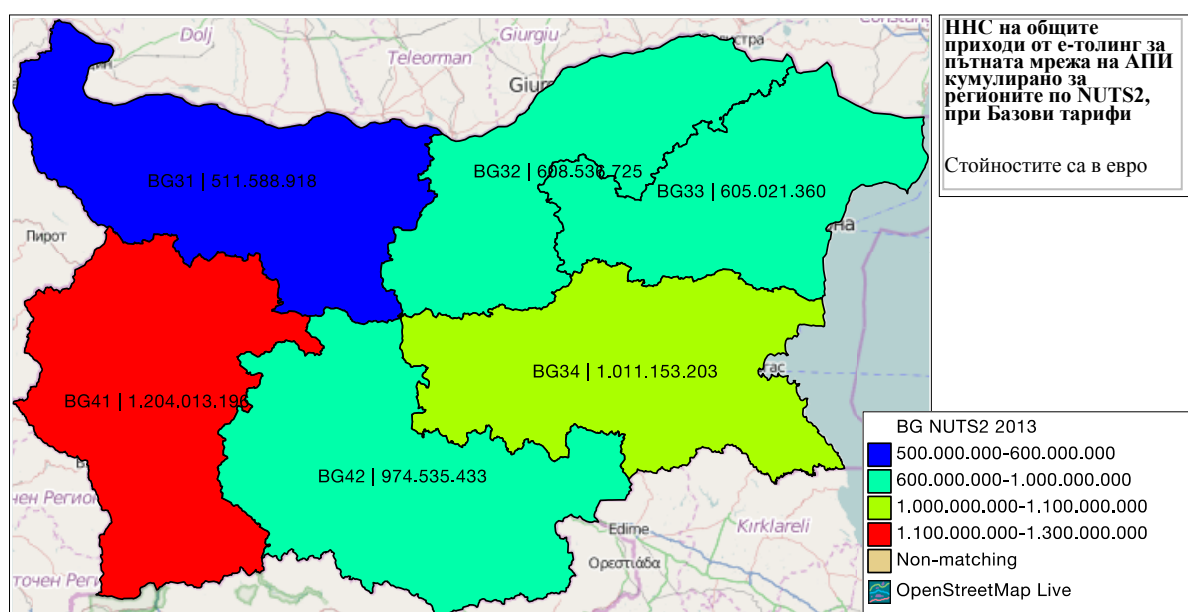 ННС на общите
приходи от е-толинг за
пътната мрежа на АПИ
кумулирано за
регионите по NUTS2,
при Базови тарифи
Стойностите са в евро
Dolj
Teleorman
Giurgiu
BG31 | 511.588.918
BG32 | 608.536.725
BG33 | 605.021.360
Пирот
на
BG34 | 1.011.153.203
гас
BG41 | 1.204.013.196
BG42 | 974.535.433
Edirne
Kırklareli
Ορεστιάδα
BG NUTS2 2013
500.000.000-600.000.000
600.000.000-1.000.000.000
1.000.000.000-1.100.000.000
1.100.000.000-1.300.000.000
Non-matching
OpenStreetMap Live